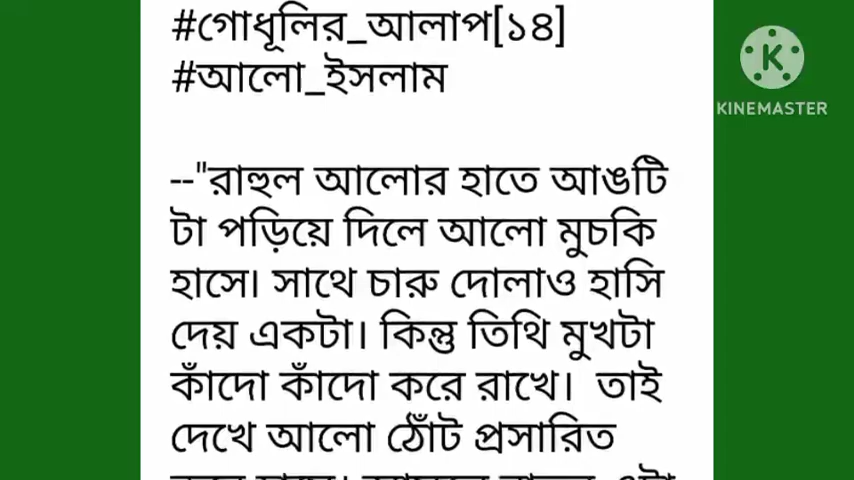 #গোধূলির_আলাপ[১৪]
#আলো_ইসলাম
KINEMASTER
--"রাহুল আলোর হাতে আঙটি
টা পড়িয়ে দিলে আলো মুচকি
হাসে। সাথে চারু দোলাও হাসি
দেয় একটা। কিন্তু তিথি মুখটা
কাঁদো কাঁদো করে রাখে। তাই
দেখে আলো ঠোঁট প্রসারিত